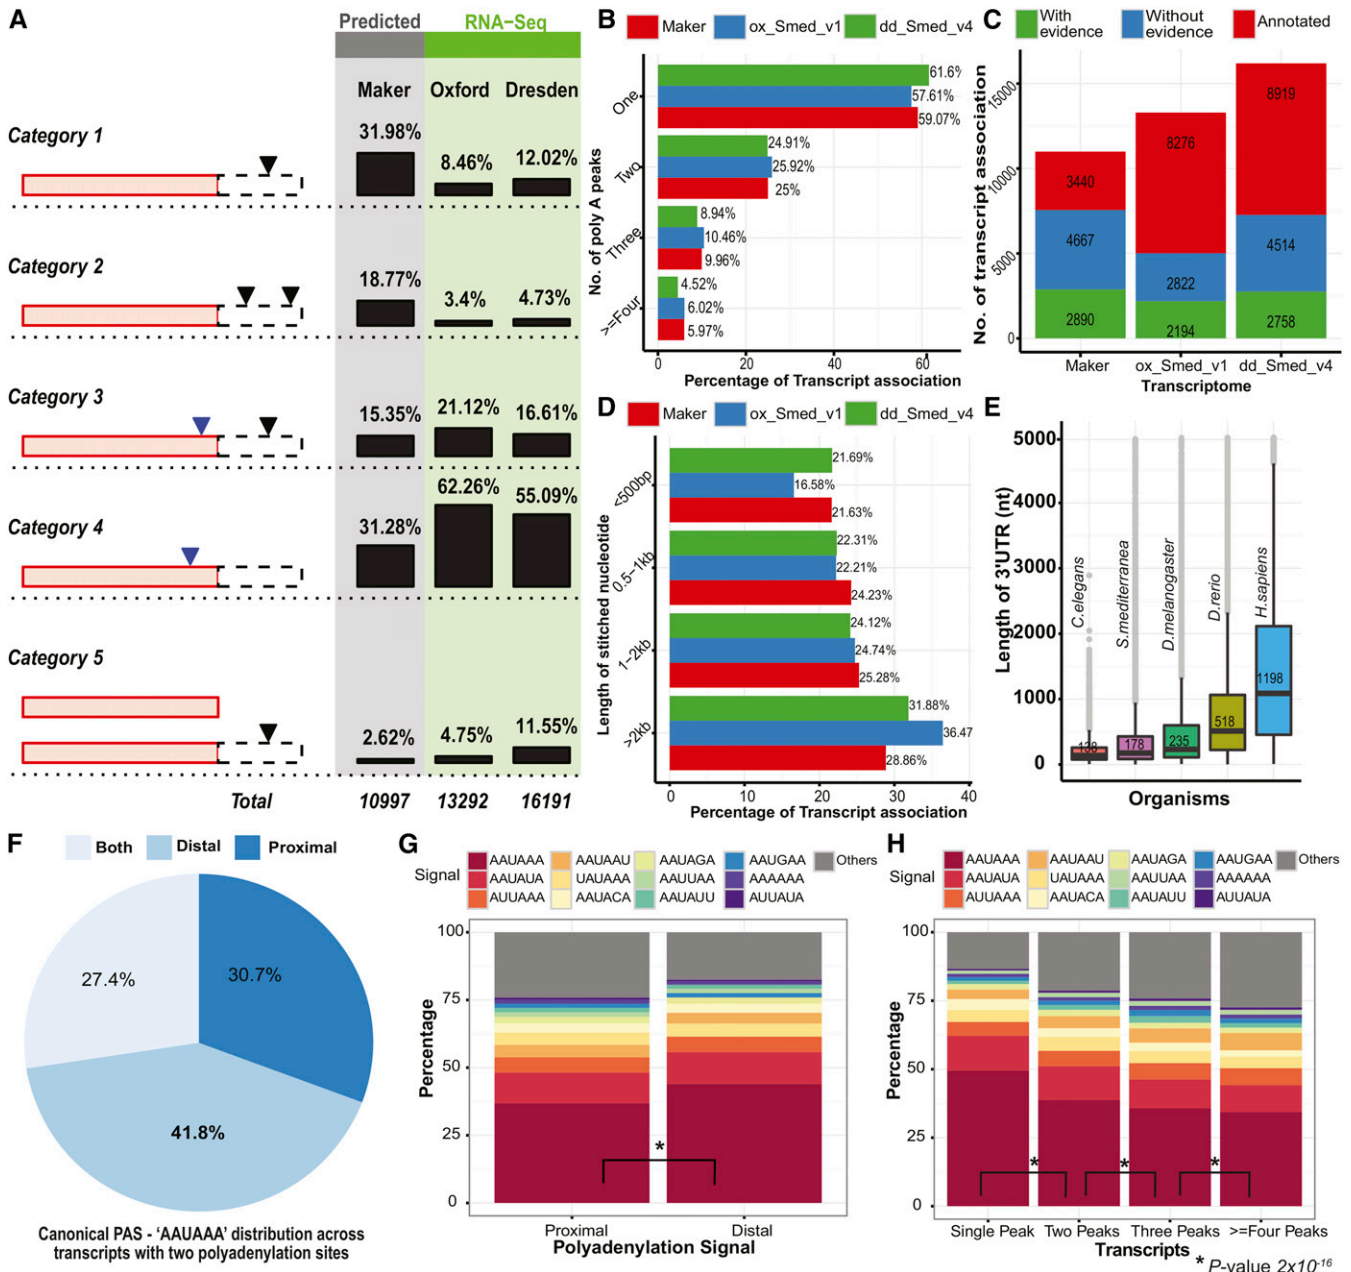 A
Predicted
RNA-Seq
Maker
Oxford
Dresden
Category 1
31.98%
8.46%
12.02%
Category 2
18.77%
3.4%
4.73%
Category 3
15.35%
21.12%
16.61%
Category 4
31.28%
62.26%
55.09%
Category 5
2.62%
4.75%
11.55%
Total
10997
13292
16191
B
Maker
ox_Smed_v1
dd_Smed_v4
No. of poly A peaks
One
61.6%
57.61%
59.07%
Two
24.91%
25.92%
25%
Three
8.94%
10.46%
9.96%
>=Four
4.52%
6.02%
5.97%
0
20
40
60
Percentage of Transcript association
C
With evidence
Without evidence
Annotated
No. of transcript association
15000
10000
5000
0
3440
4667
2890
8276
2822
2194
8919
4514
2758
Maker
ox_Smed_v1
dd_Smed_v4
Transcriptome
D
Maker
ox_Smed_v1
dd_Smed_v4
Length of stitched nucleotide
<500bp
21.69%
16.58%
21.63%
0.5-1kb
22.31%
22.21%
24.23%
1-2kb
24.12%
24.74%
25.28%
>2kb
31.88%
36.47
28.86%
0
10
20
30
40
Percentage of Transcript association
E
Length of 3'UTR (nt)
5000
4000
3000
2000
1000
0
C.elegans
S.mediterranea
D.melanogaster
D.rerio
H.sapiens
178
235
518
1198
Organisms
F
Both
Distal
Proximal
27.4%
30.7%
41.8%
Canonical PAS - ‘AAUAAA’ distribution across
transcripts with two polyadenylation sites
G
Signal
AAUAAA
AAUAAU
AAUAGA
AAUGAA
Others
AAUAUA
UAUAAA
AAUUAA
AAAAAA
AUUAAA
AAUACA
AAUAUU
AUUAUA
Percentage
100
75
50
25
0
*
Proximal
Distal
Polyadenylation Signal
H
Signal
AAUAAA
AAUAAU
AAUAGA
AAUGAA
Others
AAUAUA
UAUAAA
AAUUAA
AAAAAA
AUUAAA
AAUACA
AAUAUU
AUUAUA
Percentage
100
75
50
25
0
*
*
*
Single Peak
Two Peaks
Three Peaks
>=Four Peaks
Transcripts
* P-value 2x10⁻¹⁶